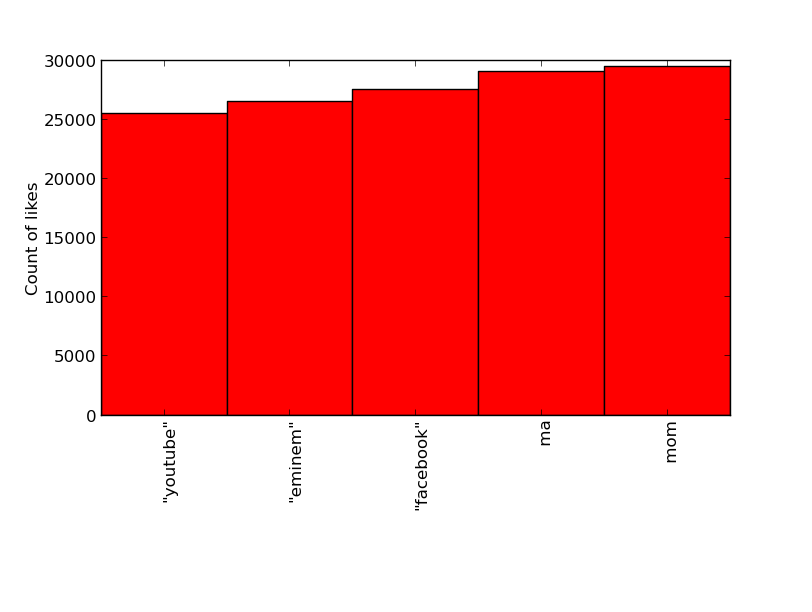 30000
25000
20000
15000
10000
5000
0
Count of likes
"youtube"
"eminem"
"facebook"
ma
mom